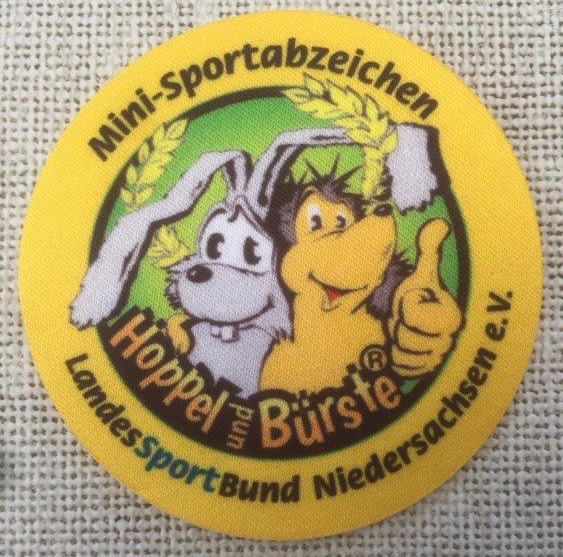 Mini-Sportabzeichen
Hoppel
und
Bürste®
LandesSportBund Niedersachsen e.V.